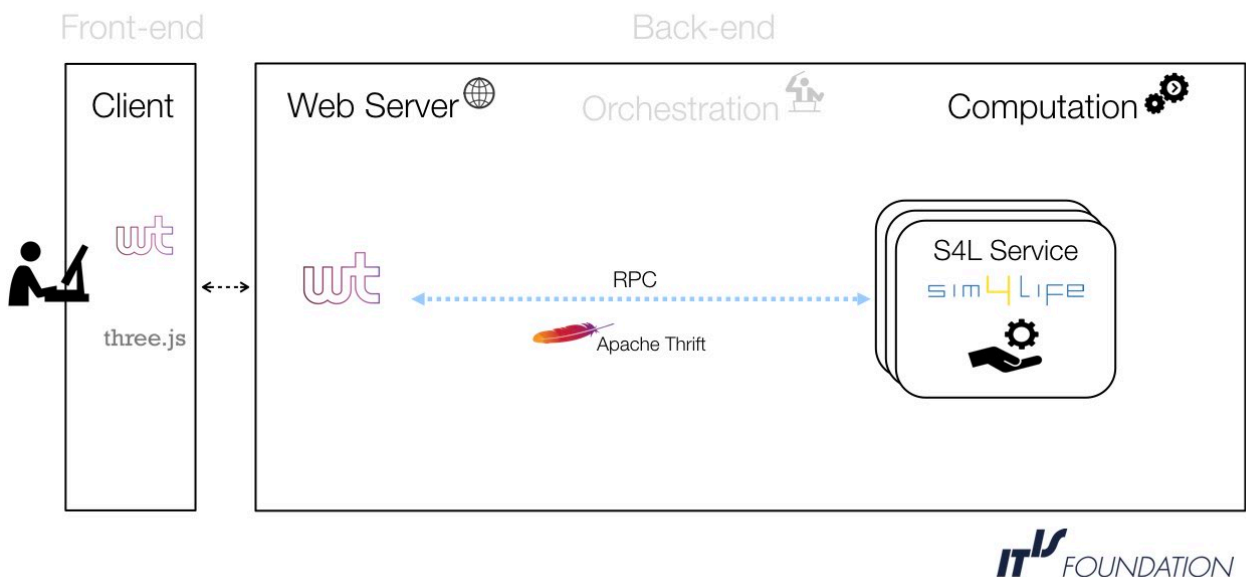 Front-end
Back-end
Client
Web Server
Orchestration
Computation
wt
three.js
wt
RPC
Apache Thrift
S4L Service
sim4life
IT'IS FOUNDATION